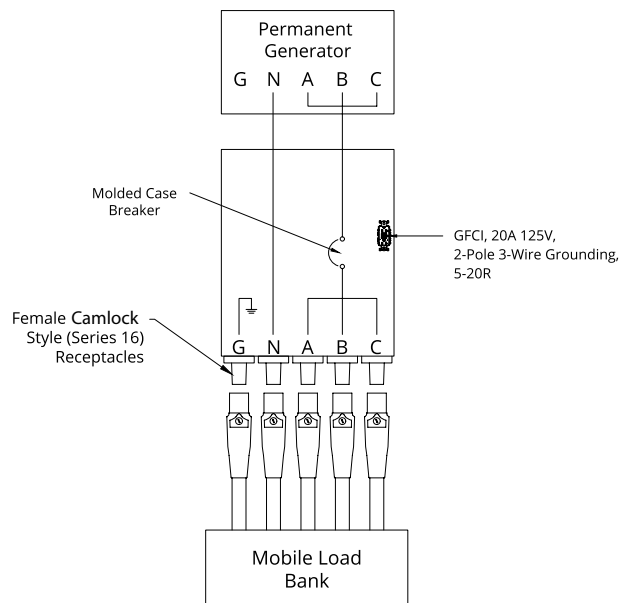 Permanent
Generator
G N A B C
Molded Case
Breaker
GFCI, 20A 125V,
2-Pole 3-Wire Grounding,
5-20R
Female Camlock
Style (Series 16)
Receptacles
G N A B C
Mobile Load
Bank